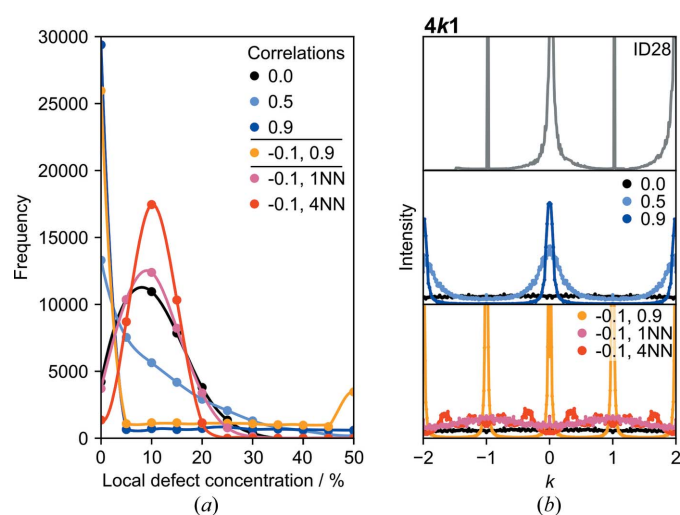 4k1
30000
25000
20000
15000
10000
5000
0
Frequency
Correlations
0.0
0.5
0.9
-0.1, 0.9
-0.1, 1NN
-0.1, 4NN
0 10 20 30 40 50
Local defect concentration / %
(a)
ID28
Intensity
0.0
0.5
0.9
-0.1, 0.9
-0.1, 1NN
-0.1, 4NN
−2 −1 0 1 2
k
(b)